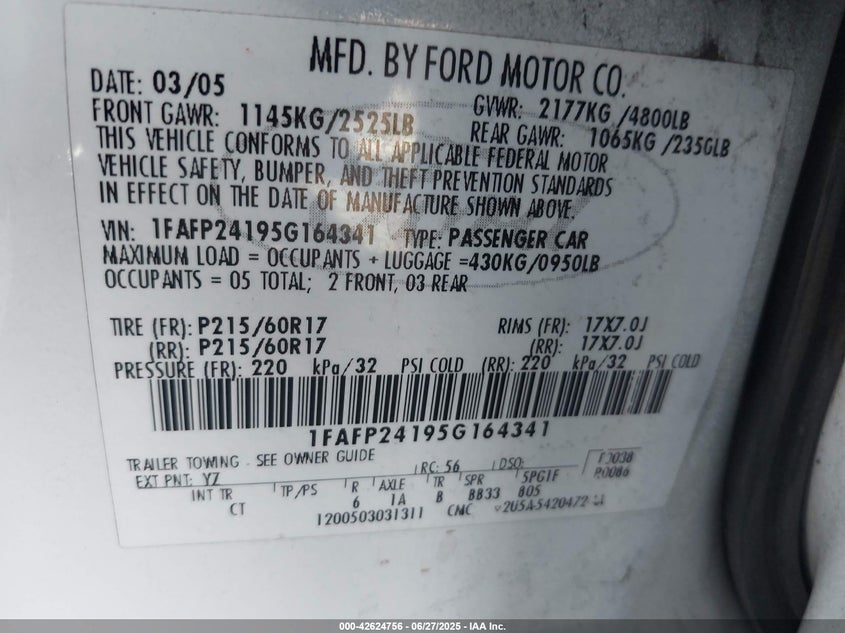 MFD. BY FORD MOTOR CO.
DATE: 03/05 GVWR: 2177KG /4800LB
FRONT GAWR: 1145KG/2525LB REAR GAWR: 1065KG /2350LB
THIS VEHICLE CONFORMS TO ALL APPLICABLE FEDERAL MOTOR
VEHICLE SAFETY, BUMPER, AND THEFT PREVENTION STANDARDS
IN EFFECT ON THE DATE OF MANUFACTURE SHOWN ABOVE.
VIN: 1FAFP24195G164341 TYPE: PASSENGER CAR
MAXIMUM LOAD = OCCUPANTS + LUGGAGE =430KG/0950LB
OCCUPANTS = 05 TOTAL; 2 FRONT, 03 REAR
TIRE (FR): P215/60R17 RIMS (FR): 17X7.0J
(RR): P215/60R17 (RR): 17X7.0J
PRESSURE (FR): 220 kPa/32 PSI COLD (RR): 220 kPa/32 PSI COLD
1FAFP24195G164341
TRAILER TOWING - SEE OWNER GUIDE
EXT PNT: YZ RC: 56 DSO:
INT TR TP/PS R AXLE TR SPR
CT 6 1A B BB33 805
1200503031311 CMC
000-42624756 - 06/27/2025 - IAA Inc.